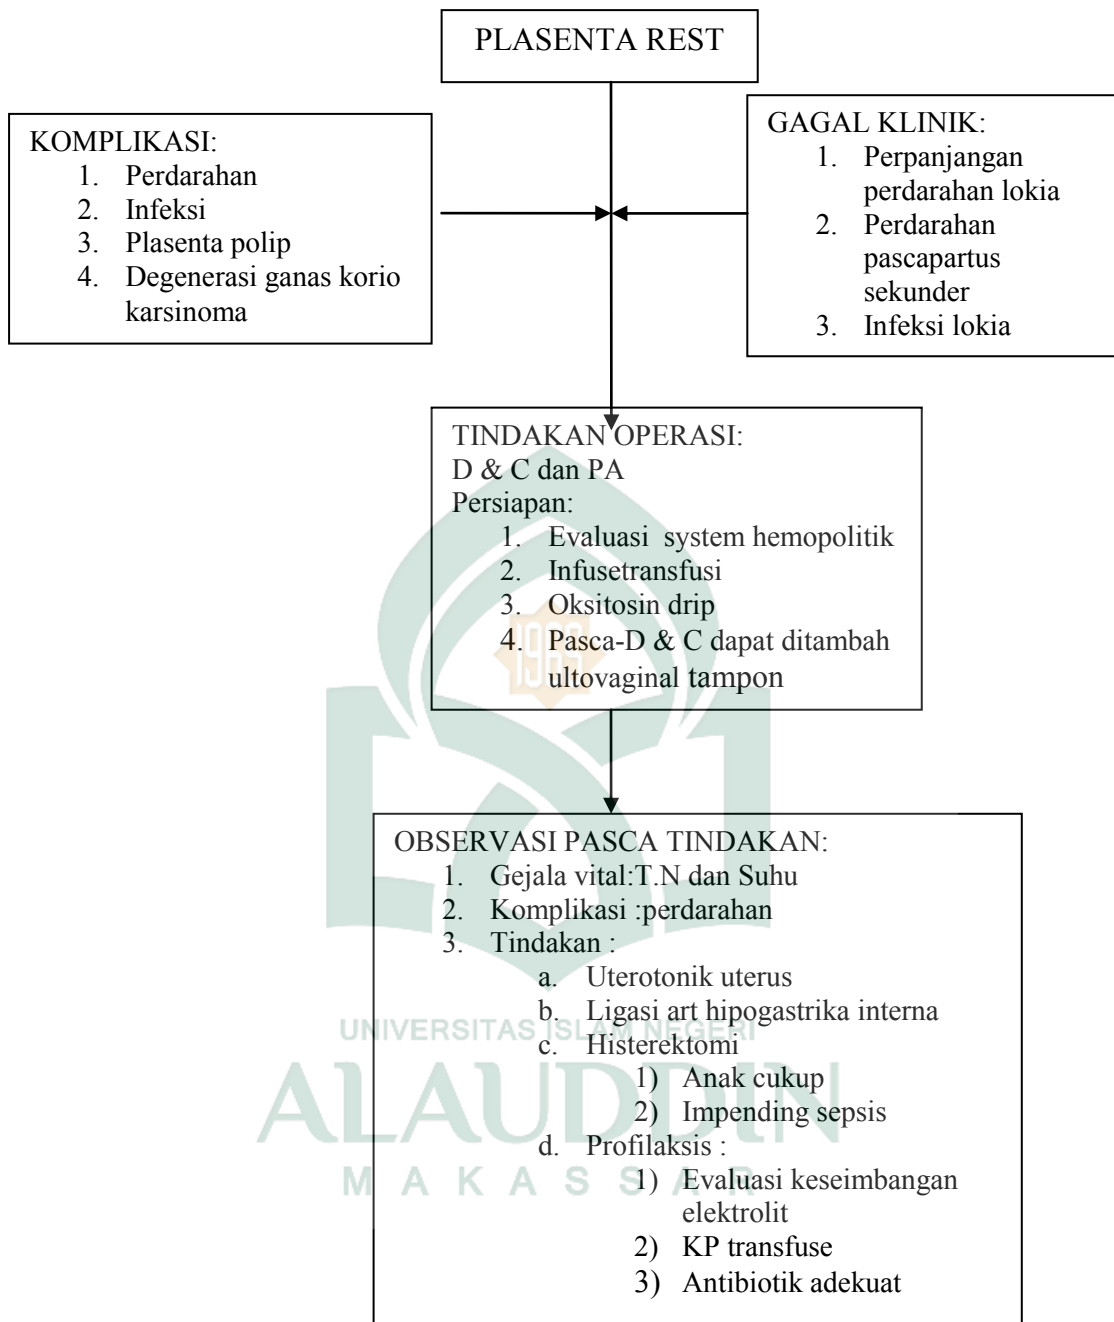 PLASENTA REST
KOMPLIKASI:
1. Perdarahan
2. Infeksi
3. Plasenta polip
4. Degenerasi ganas korio
karsinoma
GAGAL KLINIK:
1. Perpanjangan
perdarahan lokia
2. Perdarahan
pascapartus
sekunder
3. Infeksi lokia
TINDAKAN OPERASI:
D & C dan PA
Persiapan:
1. Evaluasi system hemopolitik
2. Infusetransfusi
3. Oksitosin drip
4. Pasca-D & C dapat ditambah
ultovaginal tampon
1969
OBSERVASI PASCA TINDAKAN:
1. Gejala vital:T.N dan Suhu
2. Komplikasi :perdarahan
3. Tindakan :
a. Uterotonik uterus
b. Ligasi art hipogastrika interna
c. Histerektomi
1) Anak cukup
2) Impending sepsis
d. Profilaksis :
1) Evaluasi keseimbangan
elektrolit
2) KP transfuse
3) Antibiotik adekuat
UNIVERSITAS ISLAM NEGERI
ALAUDDIN
MAKASSAR